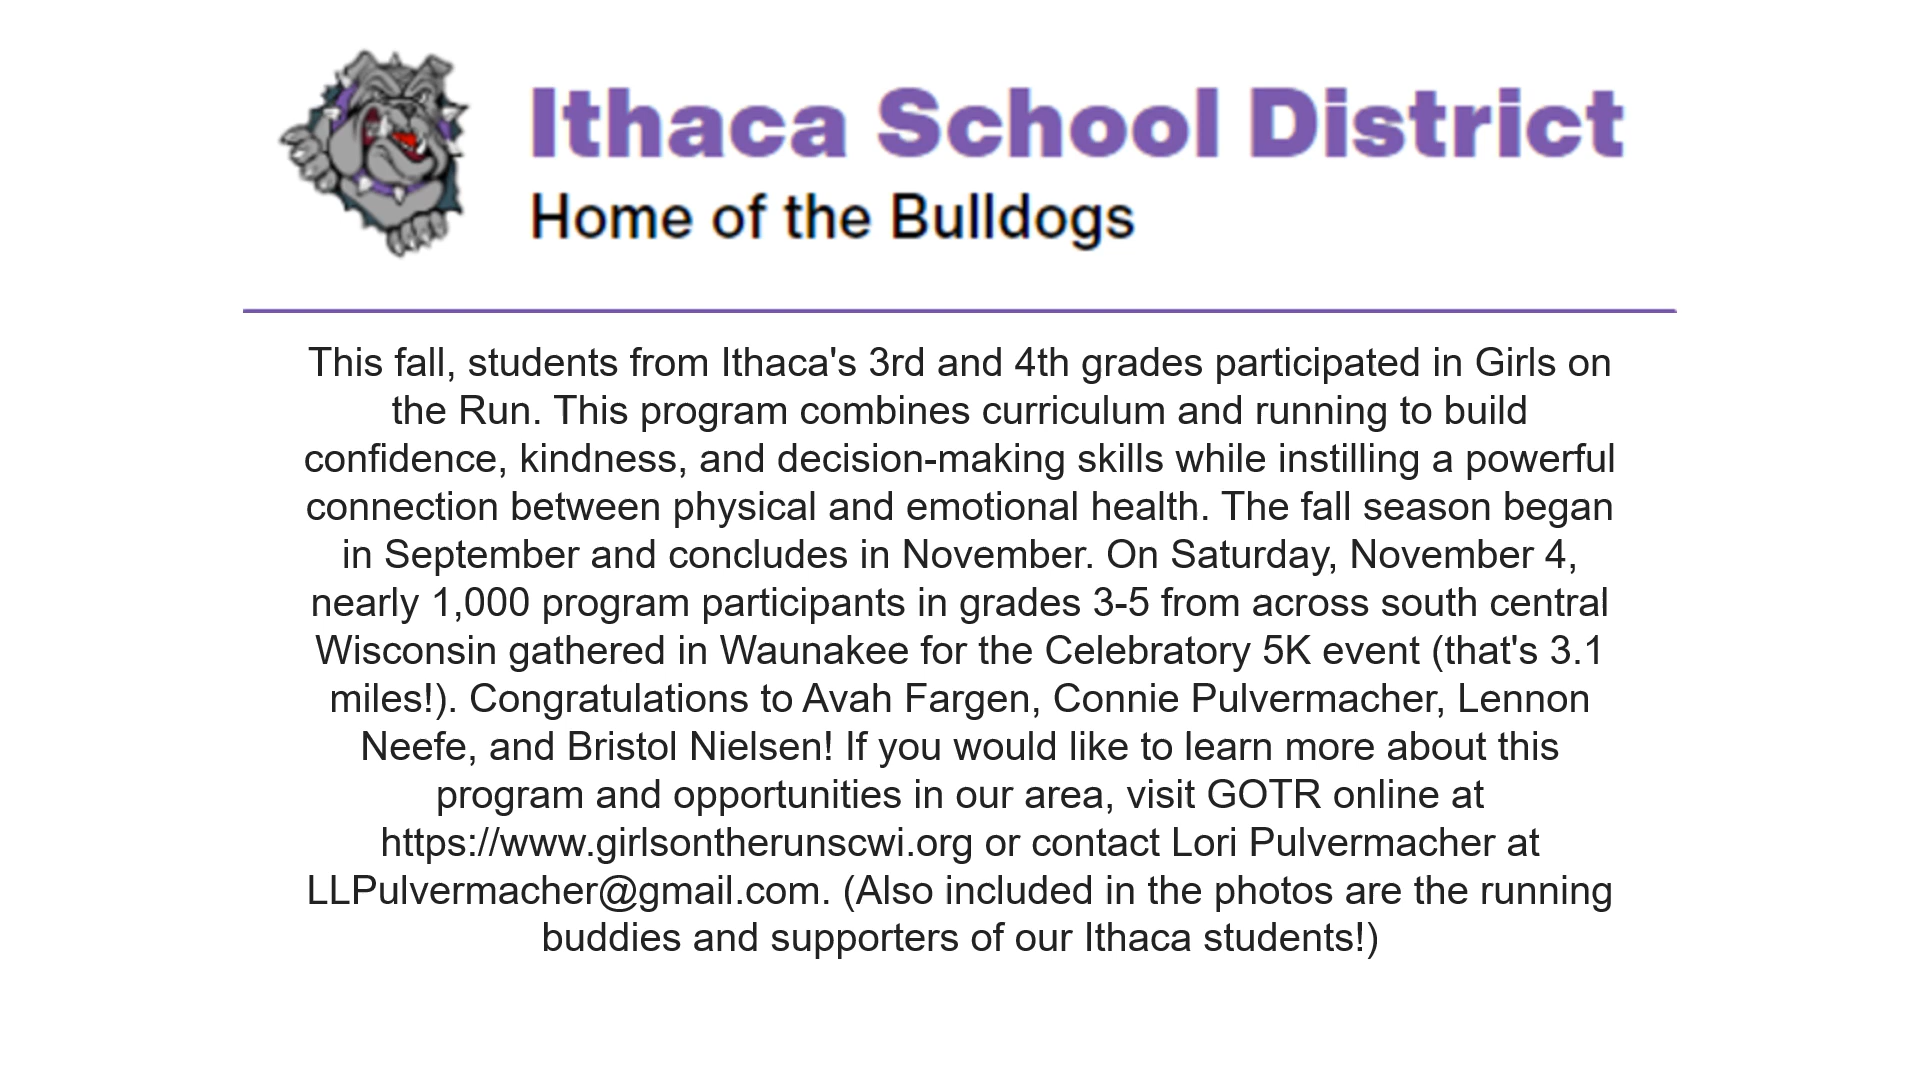 Ithaca School District
Home of the Bulldogs
This fall, students from Ithaca's 3rd and 4th grades participated in Girls on
the Run. This program combines curriculum and running to build
confidence, kindness, and decision-making skills while instilling a powerful
connection between physical and emotional health. The fall season began
in September and concludes in November. On Saturday, November 4,
nearly 1,000 program participants in grades 3-5 from across south central
Wisconsin gathered in Waunakee for the Celebratory 5K event (that's 3.1
miles!). Congratulations to Avah Fargen, Connie Pulvermacher, Lennon
Neefe, and Bristol Nielsen! If you would like to learn more about this
program and opportunities in our area, visit GOTR online at
https://www.girlsontherunscwi.org or contact Lori Pulvermacher at
LLPulvermacher@gmail.com. (Also included in the photos are the running
buddies and supporters of our Ithaca students!)